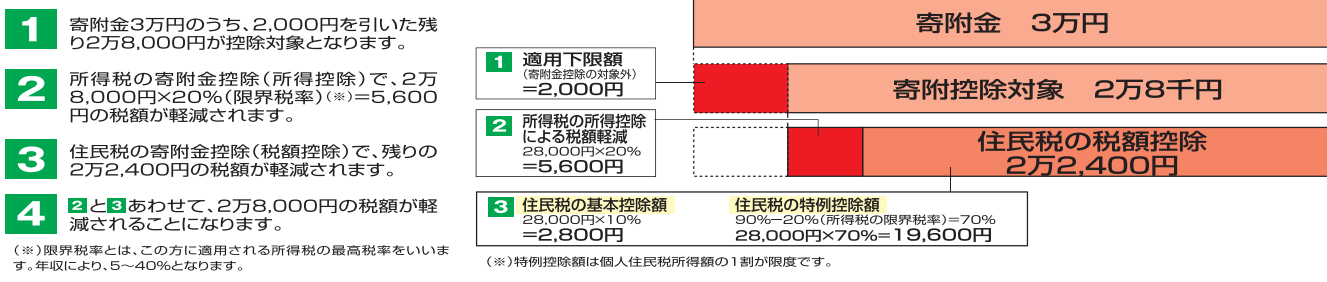 1 寄附金3万円のうち、2,000円を引いた残
り2万8,000円が控除対象となります。
2 所得税の寄附金控除(所得控除)で、2万
8,000円×20%(限界税率)(※)=5,600
円の税額が軽減されます。
3 住民税の寄附金控除(税額控除)で、残りの
2万2,400円の税額が軽減されます。
4 2と3あわせて、2万8,000円の税額が軽
減されることになります。
(※)限界税率とは、この方に適用される所得税の最高税率をいいま
す。年収により、5〜40%となります。
寄附金 3万円
1 適用下限額
(寄附金控除の対象外)
=2,000円
寄附控除対象 2万8千円
2 所得税の所得控除
による税額軽減
28,000円×20%
=5,600円
住民税の税額控除
2万2,400円
3 住民税の基本控除額
28,000円×10%
=2,800円
住民税の特例控除額
90%−20%(所得税の限界税率)=70%
28,000円×70%=19,600円
(※)特例控除額は個人住民税所得額の1割が限度です。